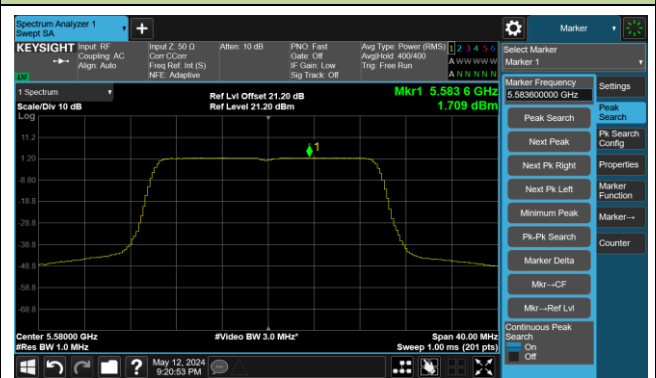 Spectrum Analyzer 1
Swept SA
Marker
KEYSIGHT
Input: RF
Coupling: AC
Align: Auto
Input Z: 50 Ω
Corr CCorr
Freq Ref: Int (S)
NFE: Adaptive
Atten: 10 dB
PNO: Fast
Gate: Off
IF Gain: Low
Sig Track: Off
Avg Type: Power (RMS)
Avg|Hold: 400/400
Trig: Free Run
1 2 3 4 5 6
A W W W W W
A N N N N N
Select Marker
Marker 1
1 Spectrum
Scale/Div 10 dB
Log
Ref Lvl Offset 21.20 dB
Ref Level 21.20 dBm
Mkr1 5.583 6 GHz
1.709 dBm
11.2
1.20
-8.80
-18.8
-28.8
-38.8
-48.8
-58.8
-68.8
1
Center 5.58000 GHz
#Res BW 1.0 MHz
#Video BW 3.0 MHz*
Span 40.00 MHz
Sweep 1.00 ms (201 pts)
Marker Frequency
5.583600000 GHz
Peak Search
Next Peak
Next Pk Right
Next Pk Left
Minimum Peak
Pk-Pk Search
Marker Delta
Mkr→CF
Mkr→Ref Lvl
Continuous Peak
Search
On
Off
Settings
Peak
Search
Pk Search
Config
Properties
Marker
Function
Marker→
Counter
?
May 12, 2024
9:20:53 PM